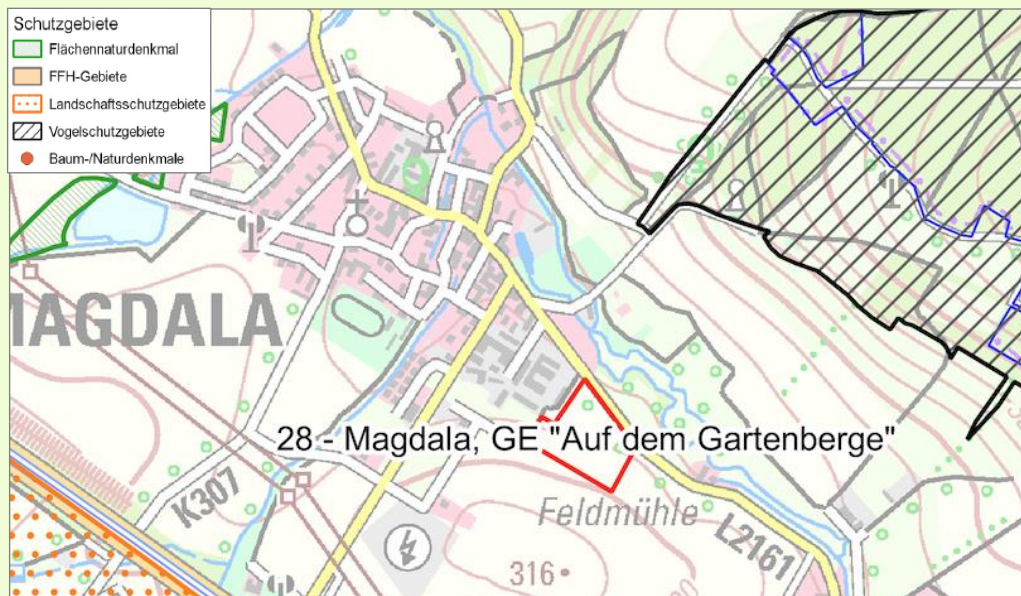 Schutzgebiete
Flächennaturdenkmal
FFH-Gebiete
Landschaftsschutzgebiete
Vogelschutzgebiete
Baum-/Naturdenkmale
MAGDALA
28 - Magdala, GE "Auf dem Gartenberge"
K307
Feldmühle
L2161
316